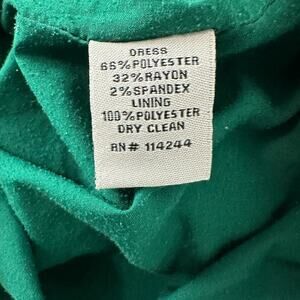 DRESS
66%POLYESTER
32%RAYON
2%SPANDEX
LINING
100%POLYESTER
DRY CLEAN
RN# 114244